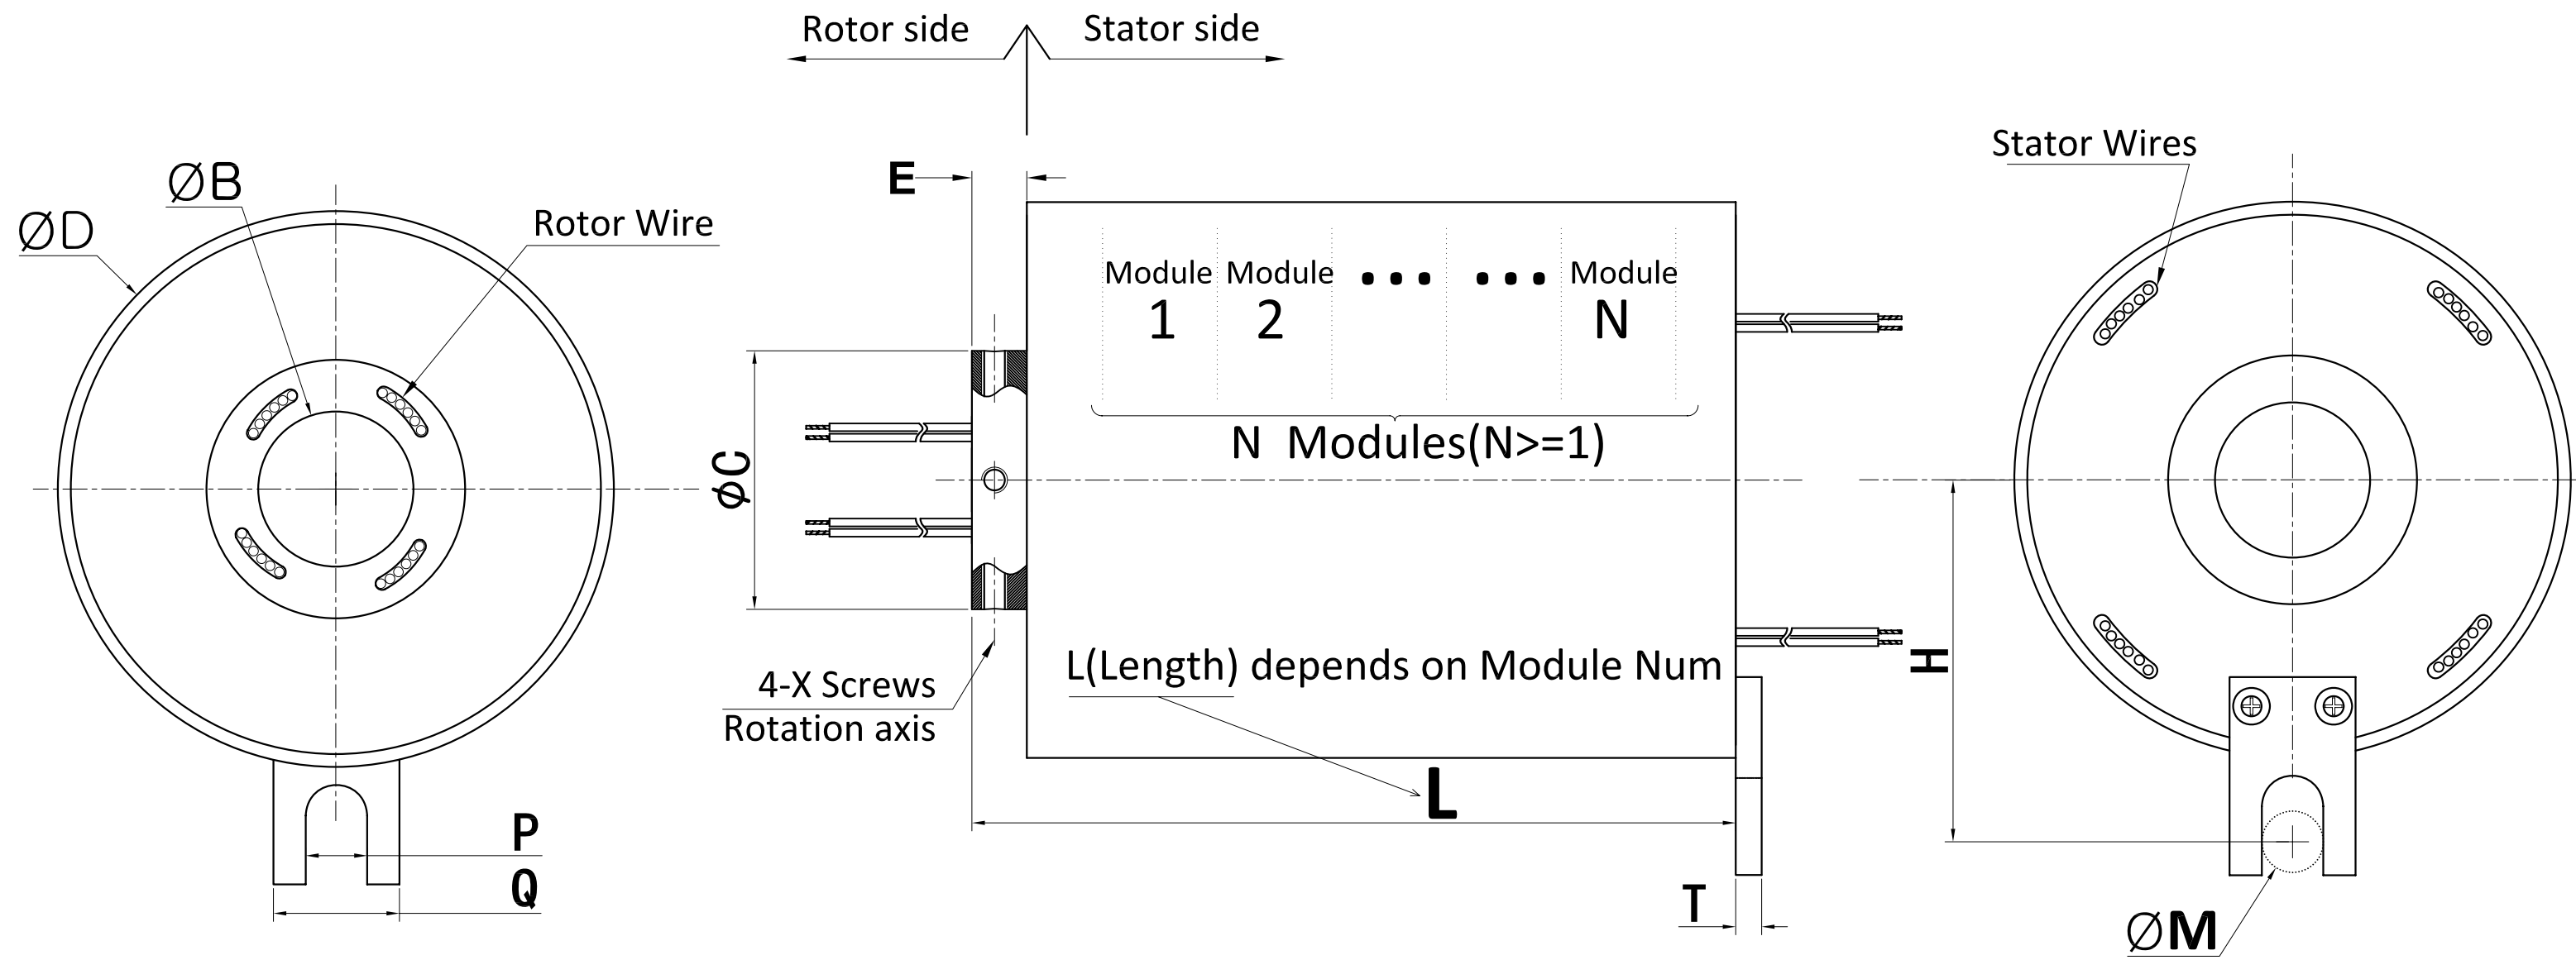 Rotor side
Stator side
Stator Wires
E
ØB
ØD
Rotor Wire
Module Module ... ... Module
1 2 N
N Modules(N>=1)
ϕC
L(Length) depends on Module Num
H
4-X Screws
Rotation axis
L
P
Q
T
ØM